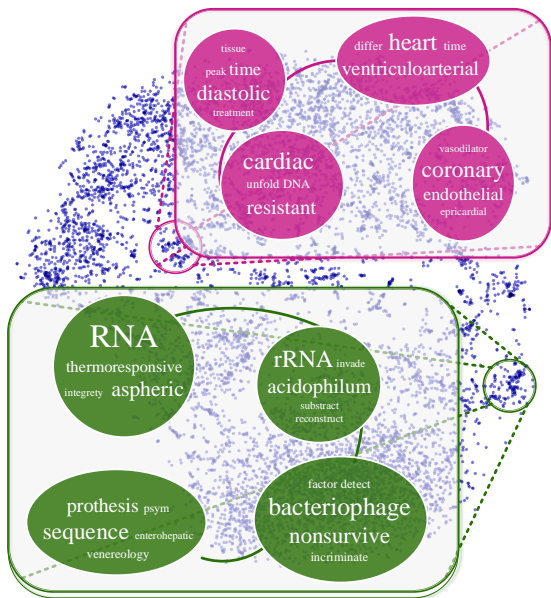 tissue
peak time
diastolic
treatment
differ heart time
ventriculoarterial
cardiac
unfold DNA
resistant
vasodilator
coronary
endothelial
epricardial
RNA
thermoresponsive
integrety aspheric
rRNA invade
acidophilum
substract
reconstruct
prothesis psym
sequence enterohepatic
venereology
factor detect
bacteriophage
nonsurvive
incriminate